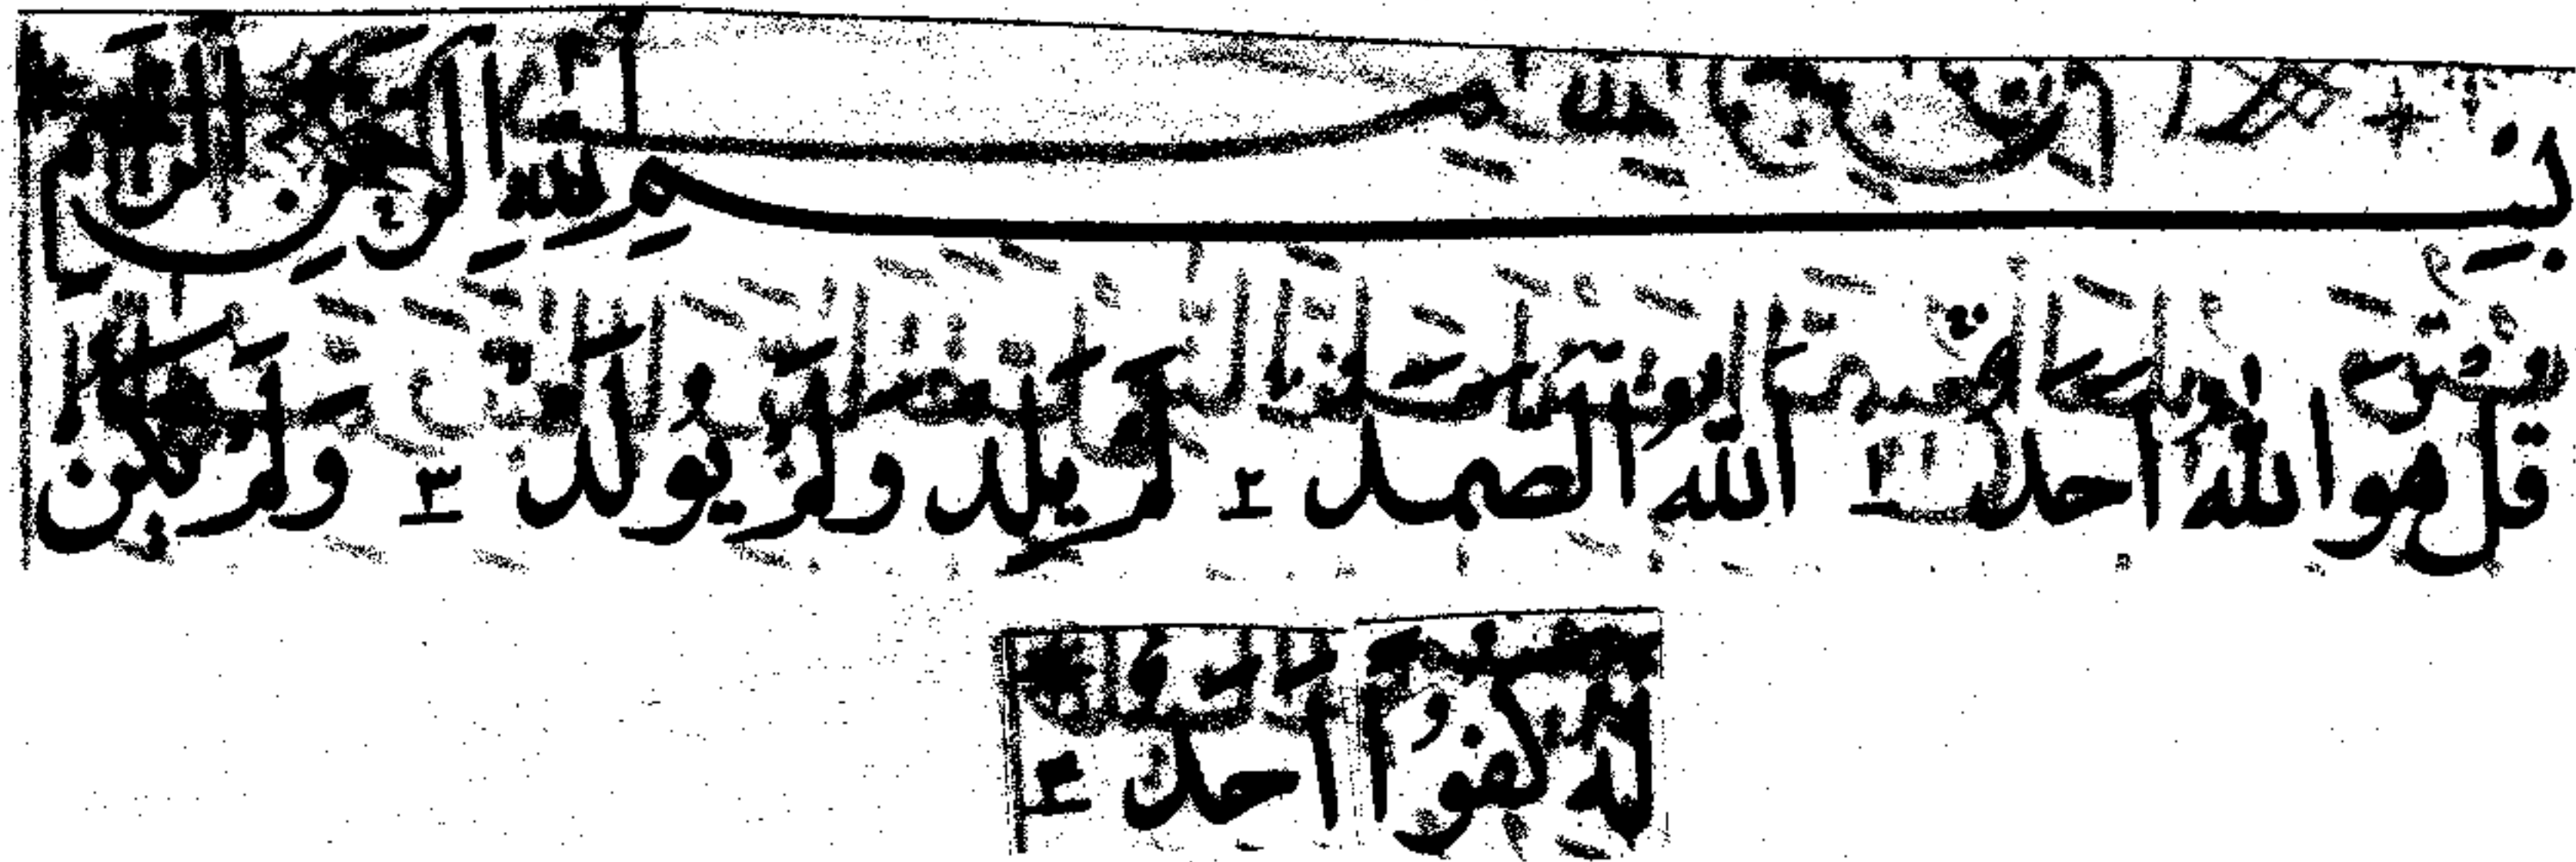 بسم الله الرحمن الرحيم
قل هو الله احد ١ الله الصمد ٢ لم يلد ولم يولد ٣ ولم يكن
له كفوا احد ٤